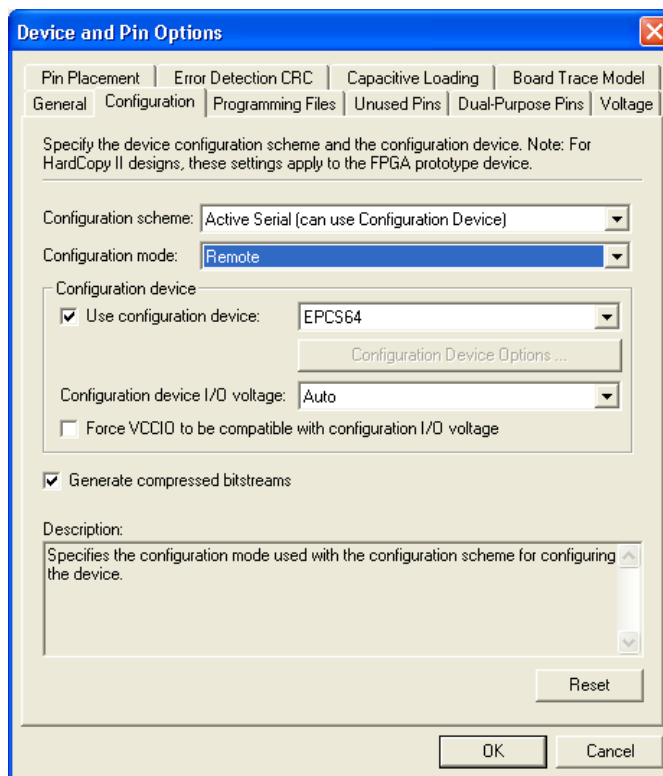 Device and Pin Options
Pin Placement Error Detection CRC Capacitive Loading Board Trace Model
General Configuration Programming Files Unused Pins Dual-Purpose Pins Voltage
Specify the device configuration scheme and the configuration device. Note: For
HardCopy II designs, these settings apply to the FPGA prototype device.
Configuration scheme: Active Serial (can use Configuration Device)
Configuration mode: Remote
Configuration device
Use configuration device: EPCS64
Configuration Device Options ...
Configuration device I/O voltage: Auto
Force VCCIO to be compatible with configuration I/O voltage
Generate compressed bitstreams
Description:
Specifies the configuration mode used with the configuration scheme for configuring
the device.
Reset
OK Cancel